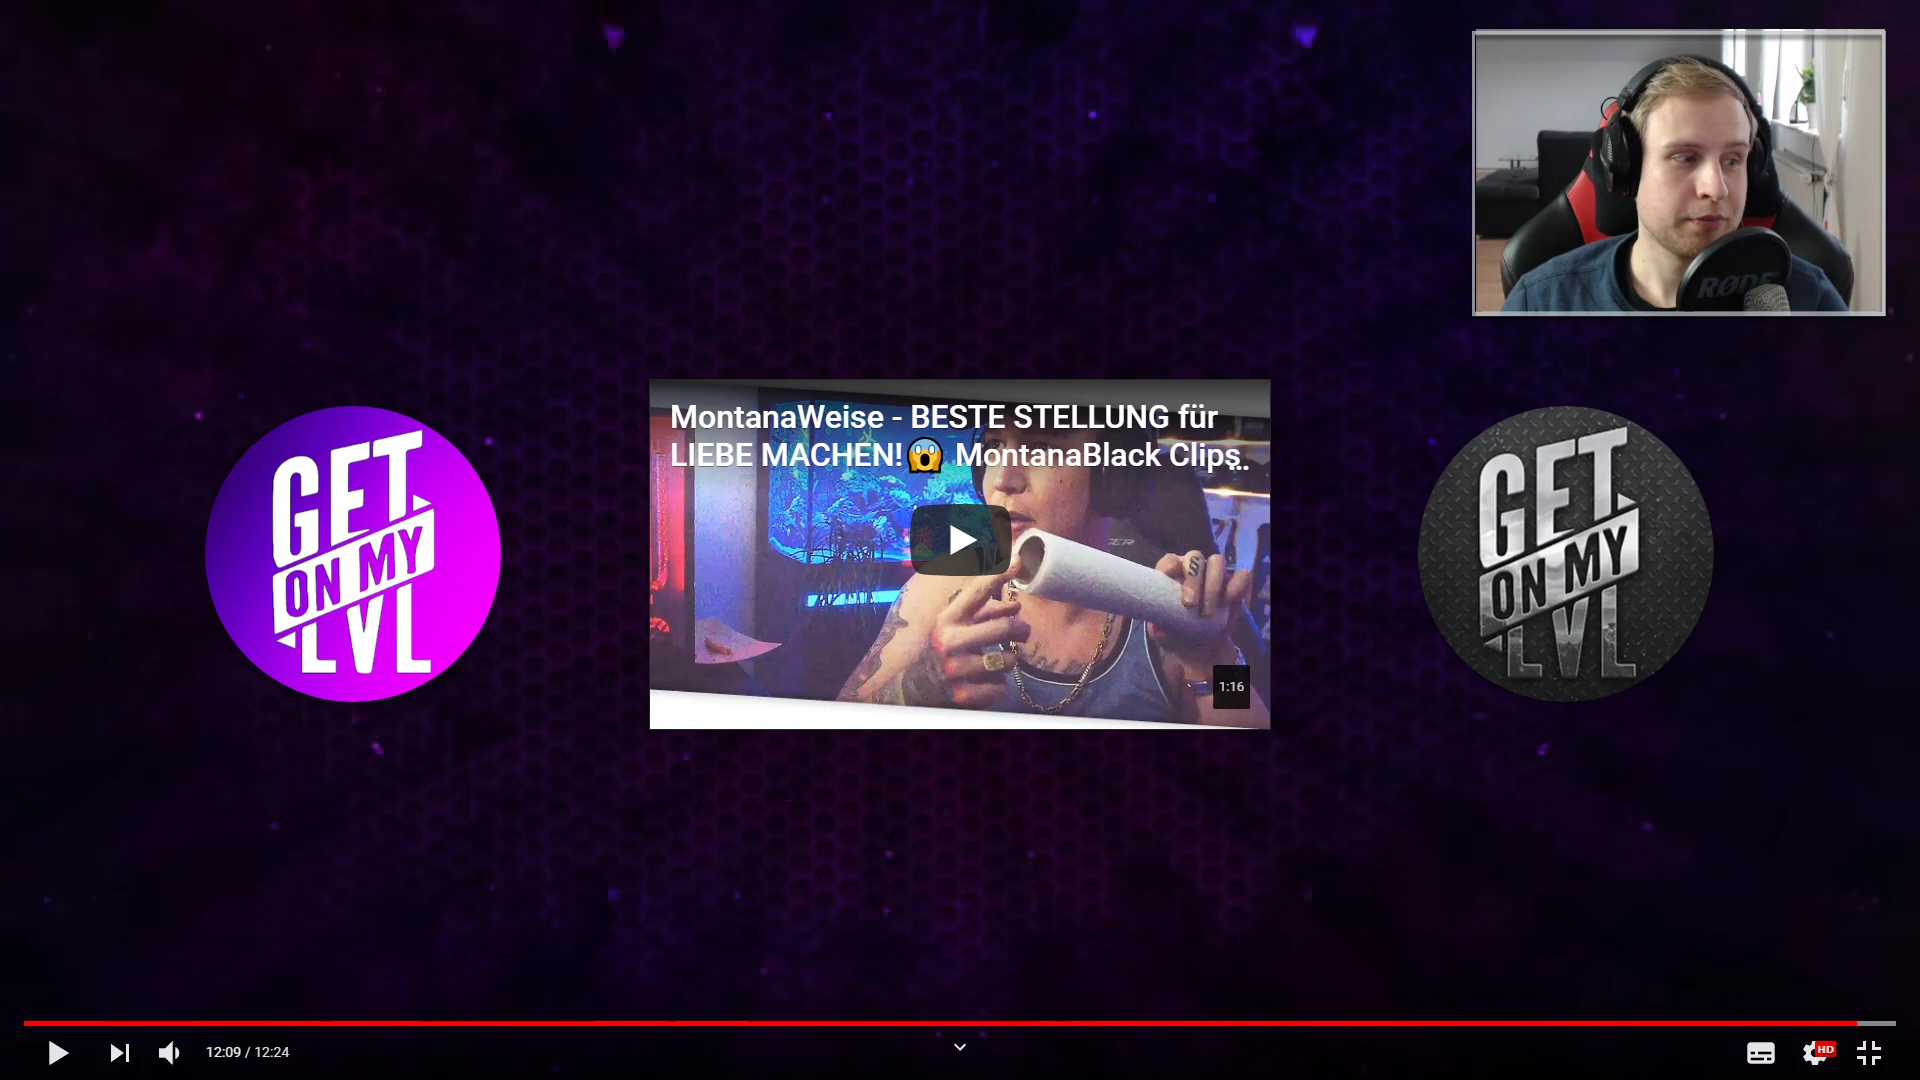 RØDE
MontanaWeise - BESTE STELLUNG für
LIEBE MACHEN!😱 MontanaBlack Clips...
GET
ON MY
LVL
GET
ON MY
LVL
1:16
12:09 / 12:24
HD